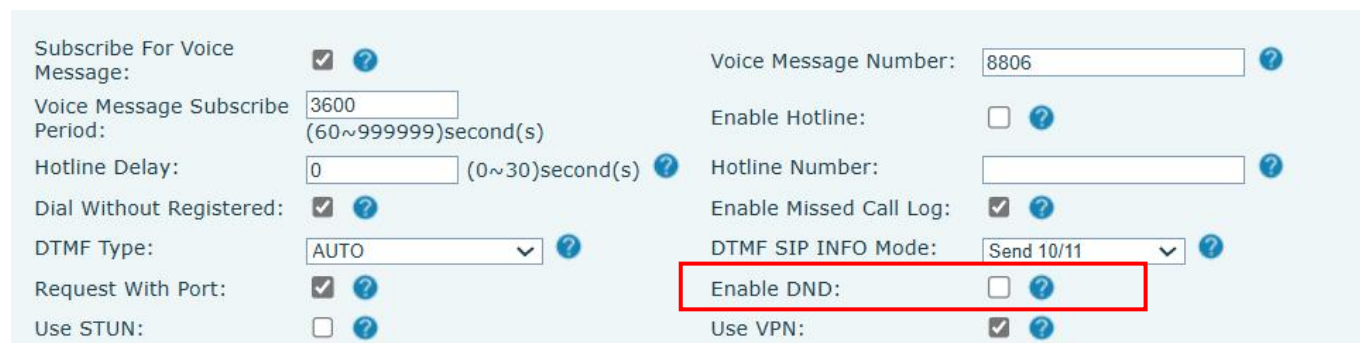 Subscribe For Voice Message: ? Voice Message Number: 8806 ?
Voice Message Subscribe Period: 3600 (60~999999)second(s) Enable Hotline: ?
Hotline Delay: 0 (0~30)second(s) ? Hotline Number: ?
Dial Without Registered: ? Enable Missed Call Log: ?
DTMF Type: AUTO ? DTMF SIP INFO Mode: Send 10/11 ?
Request With Port: ? Enable DND: ?
Use STUN: ? Use VPN: ?